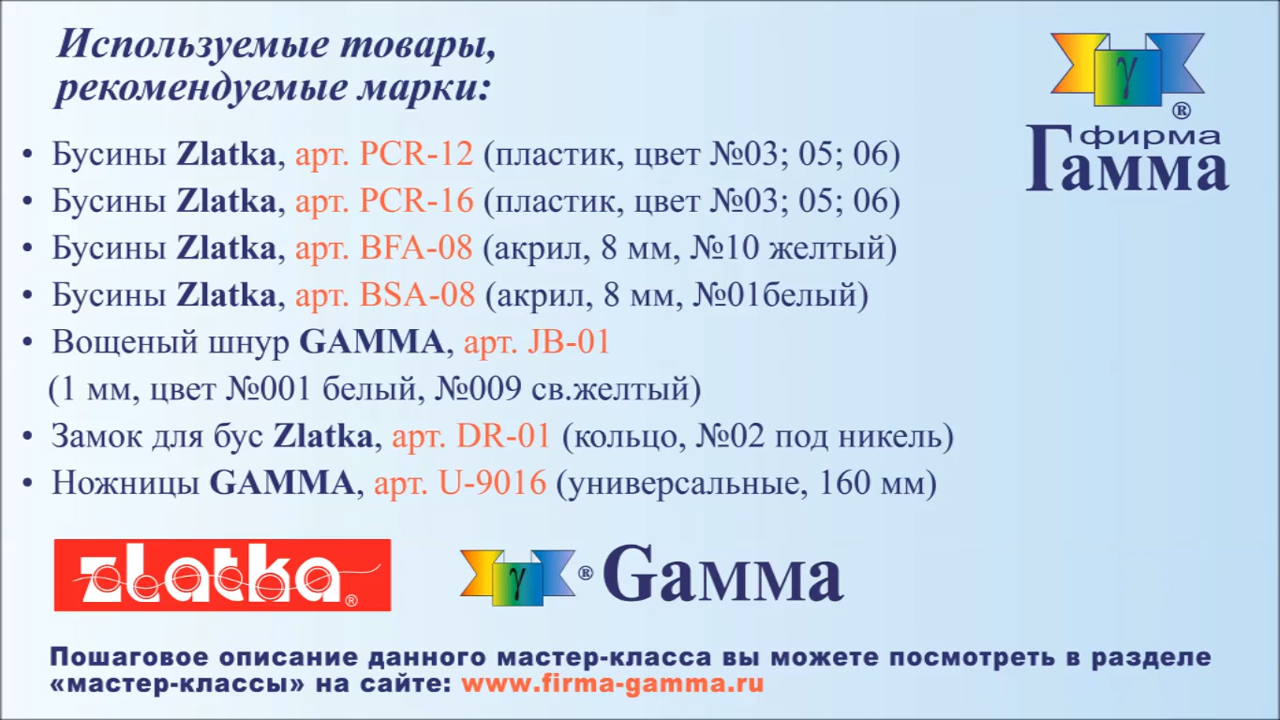 Используемые товары,
рекомендуемые марки:
γ
®
фирма
Гамма
• Бусины Zlatka, арт. PCR-12 (пластик, цвет №03; 05; 06)
• Бусины Zlatka, арт. PCR-16 (пластик, цвет №03; 05; 06)
• Бусины Zlatka, арт. BFA-08 (акрил, 8 мм, №10 желтый)
• Бусины Zlatka, арт. BSA-08 (акрил, 8 мм, №01белый)
• Вощеный шнур GAMMA, арт. JB-01
(1 мм, цвет №001 белый, №009 св.желтый)
• Замок для бус Zlatka, арт. DR-01 (кольцо, №02 под никель)
• Ножницы GAMMA, арт. U-9016 (универсальные, 160 мм)
zlatka®
γ ® Gамма
Пошаговое описание данного мастер-класса вы можете посмотреть в разделе
«мастер-классы» на сайте: www.firma-gamma.ru